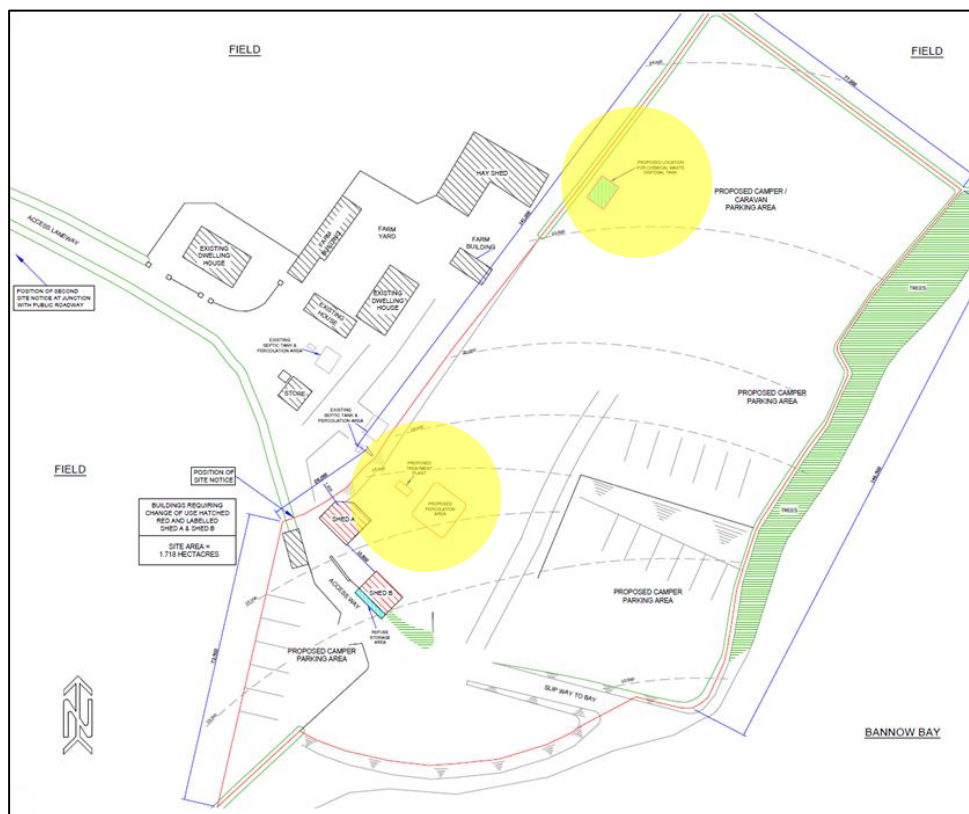 FIELD
FIELD
PROPOSED LOCATION
FOR CHEMICAL WASTE
DISPOSAL TANK
HAY SHED
PROPOSED CAMPER /
CARAVAN
PARKING AREA
ACCESS LANEWAY
FARM
BUILDING
FARM
YARD
FARM
BUILDING
EXISTING
DWELLING
HOUSE
POSITION OF SECOND
SITE NOTICE AT JUNCTION
WITH PUBLIC ROADWAY
EXISTING
DWELLING
HOUSE
EXISTING
HOUSE
TREES
EXISTING
SEPTIC TANK &
PERCOLATION AREA
STORE
PROPOSED CAMPER
PARKING AREA
EXISTING
SEPTIC TANK &
PERCOLATION AREA
FIELD
POSITION OF
SITE NOTICE
PROPOSED
TREATMENT
PLANT
PROPOSED
PERCOLATION
AREA
TREES
BUILDINGS REQUIRING
CHANGE OF USE HATCHED
RED AND LABELLED
SHED A & SHED B
SITE AREA =
1.718 HECTACRES
SHED A
SHED B
ACCESS WAY
REFUSE
STORAGE
AREA
PROPOSED CAMPER
PARKING AREA
PROPOSED CAMPER
PARKING AREA
SLIP WAY TO BAY
BANNOW BAY